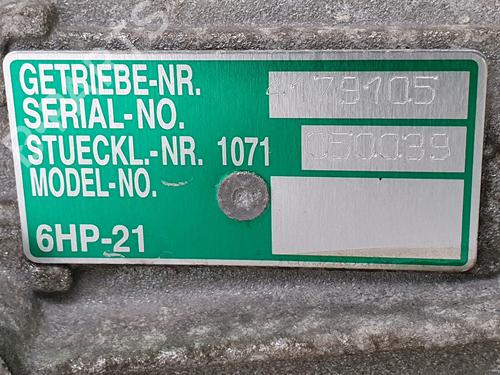 GETRIEBE-NR. 4179105
SERIAL-NO.
STUECKL.-NR. 1071 050039
MODEL-NO.
6HP-21